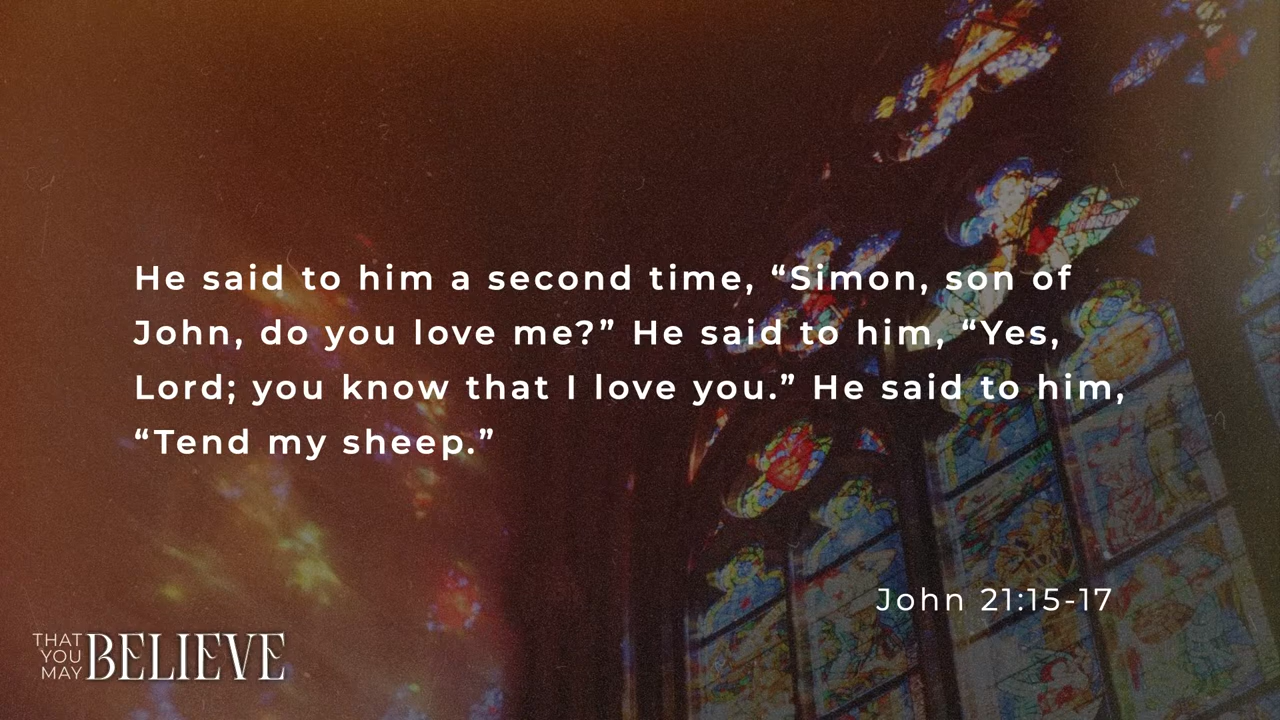 He said to him a second time, “Simon, son of
John, do you love me?” He said to him, “Yes,
Lord; you know that I love you.” He said to him,
“Tend my sheep.”
John 21:15-17
THAT
YOU
MAY
BELIEVE